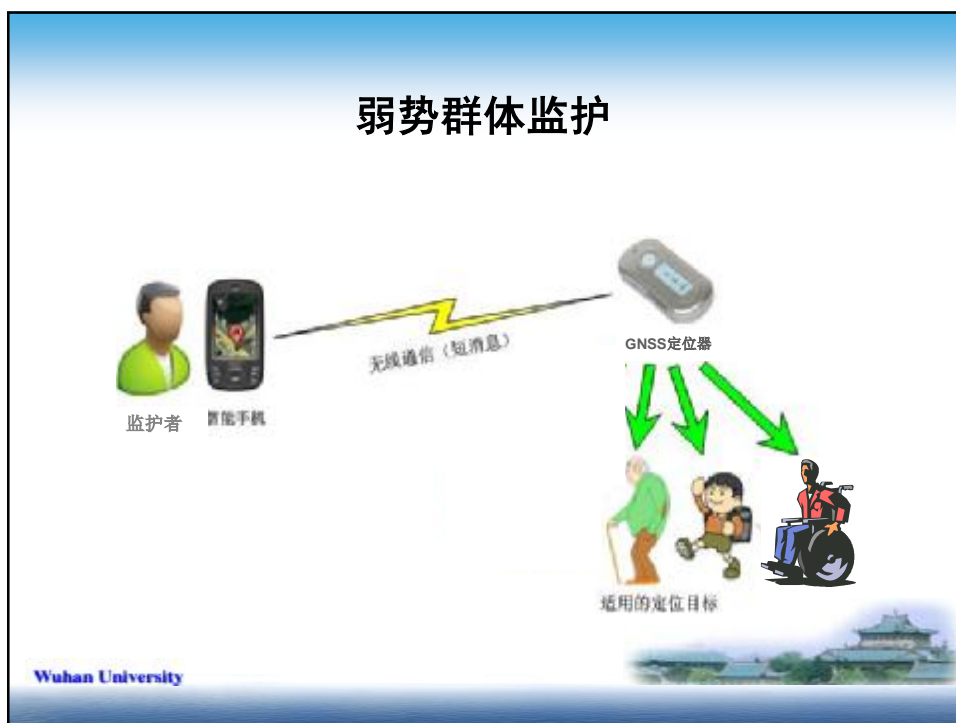 弱势群体监护
无线通信（短消息）
GNSS定位器
监护者
智能手机
适用的定位目标
Wuhan University